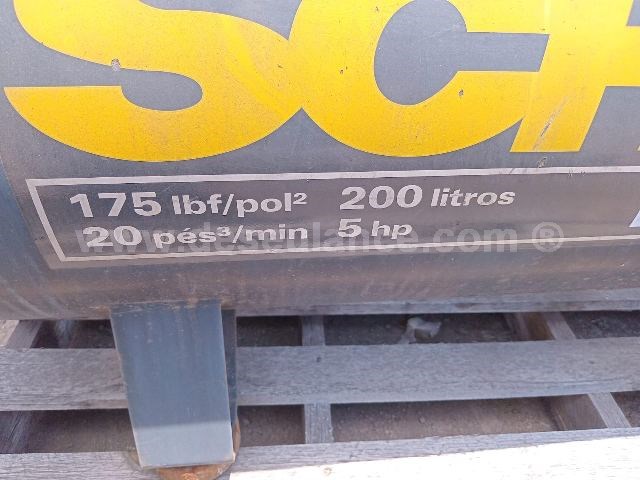 SCH
175 lbf/pol² 200 litros
20 pés³/min 5 hp